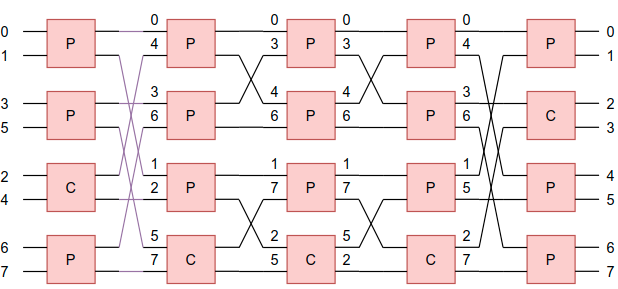 0 0 0 0 0 0
P P P P P
1 4 3 3 4 1
3 3 4 4 3 2
P P P P C
5 6 6 6 6 3
2 1 1 1 1 4
C P P P P
4 2 7 7 5 5
6 5 2 5 2 6
P C C C P
7 7 5 2 7 7